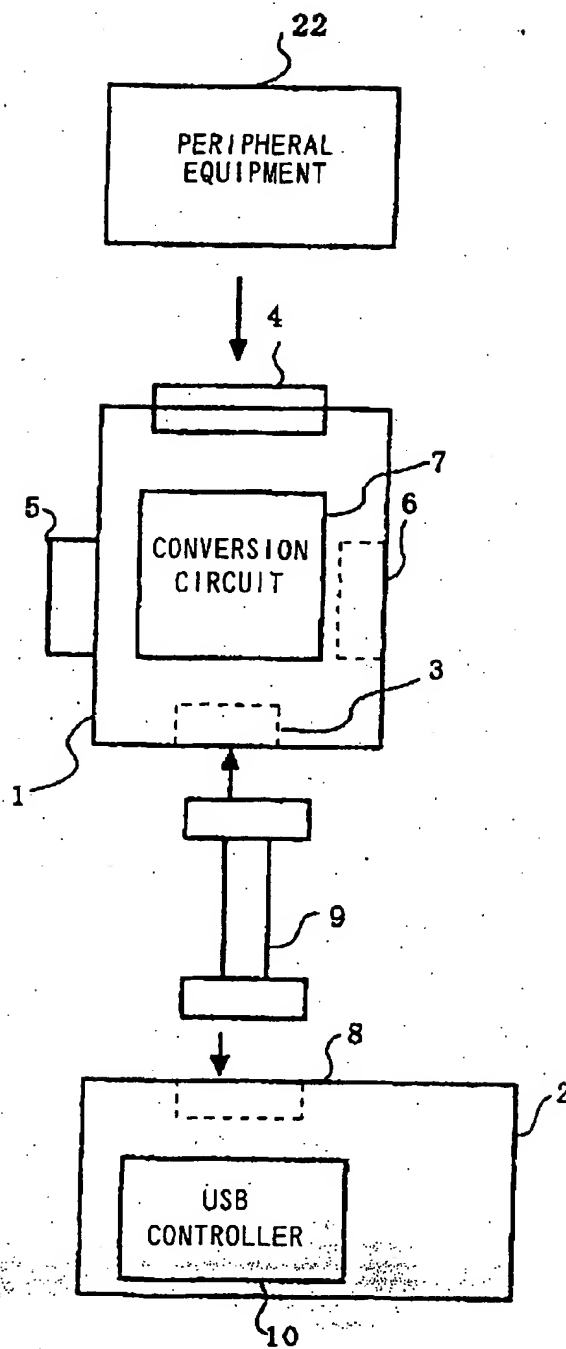 22
PERIPHERAL
EQUIPMENT
4
7
5
6
CONVERSION
CIRCUIT
3
1
9
8
2
USB
CONTROLLER
10